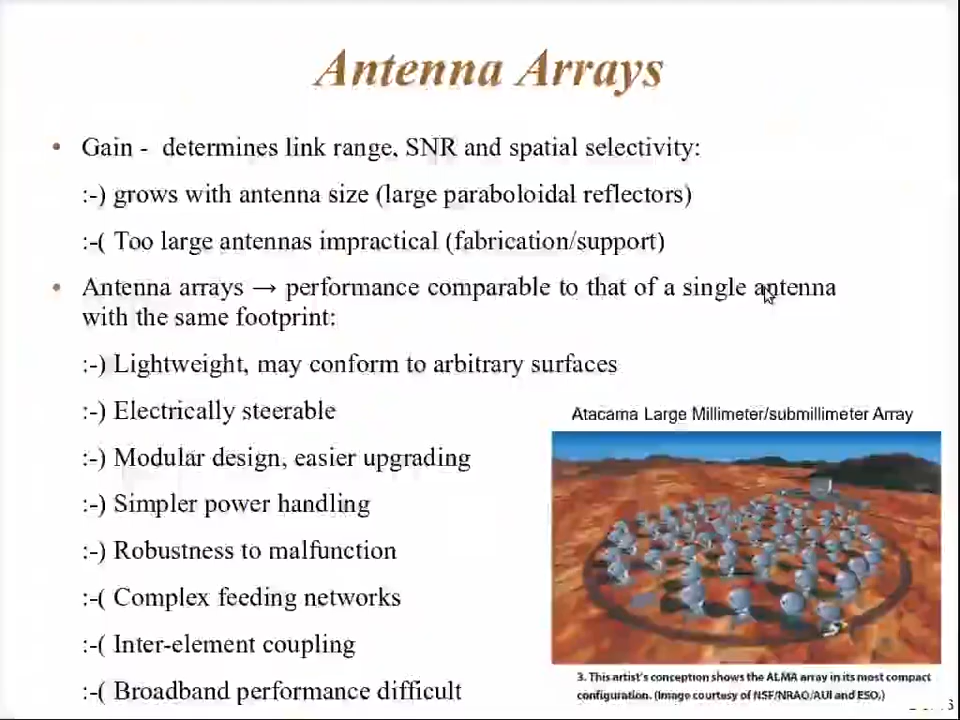 Antenna Arrays
• Gain - determines link range, SNR and spatial selectivity:
:-) grows with antenna size (large paraboloidal reflectors)
:-( Too large antennas impractical (fabrication/support)
• Antenna arrays → performance comparable to that of a single antenna
with the same footprint:
:-) Lightweight, may conform to arbitrary surfaces
:-) Electrically steerable
:-) Modular design, easier upgrading
:-) Simpler power handling
:-) Robustness to malfunction
:-( Complex feeding networks
:-( Inter-element coupling
:-( Broadband performance difficult
Atacama Large Millimeter/submillimeter Array
3. This artist's conception shows the ALMA array in its most compact
configuration. (Image courtesy of NSF/NRAO/AUI and ESO.)